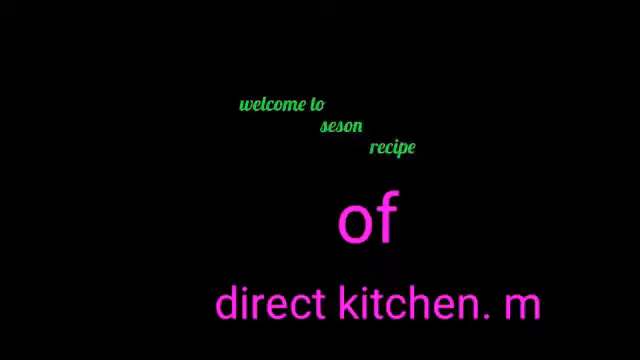 welcome to
seson
recipe
of
direct kitchen. m